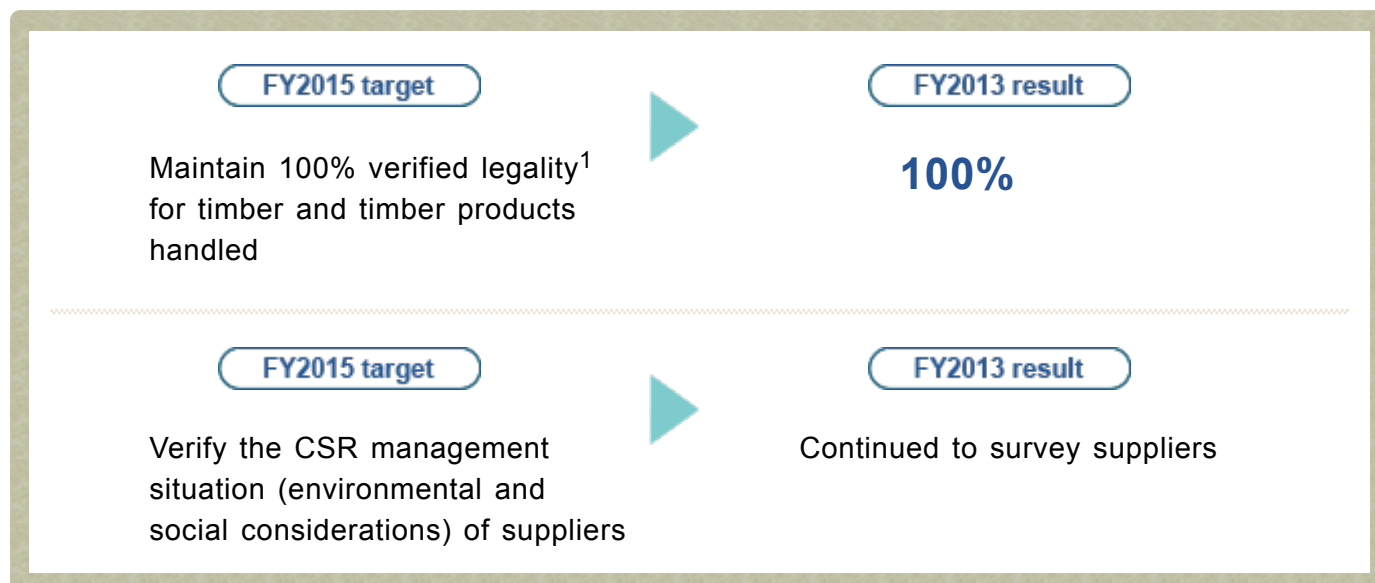 FY2015 target
FY2013 result
Maintain 100% verified legality1
for timber and timber products
handled
100%
FY2015 target
FY2013 result
Verify the CSR management
situation (environmental and
social considerations) of suppliers
Continued to survey suppliers